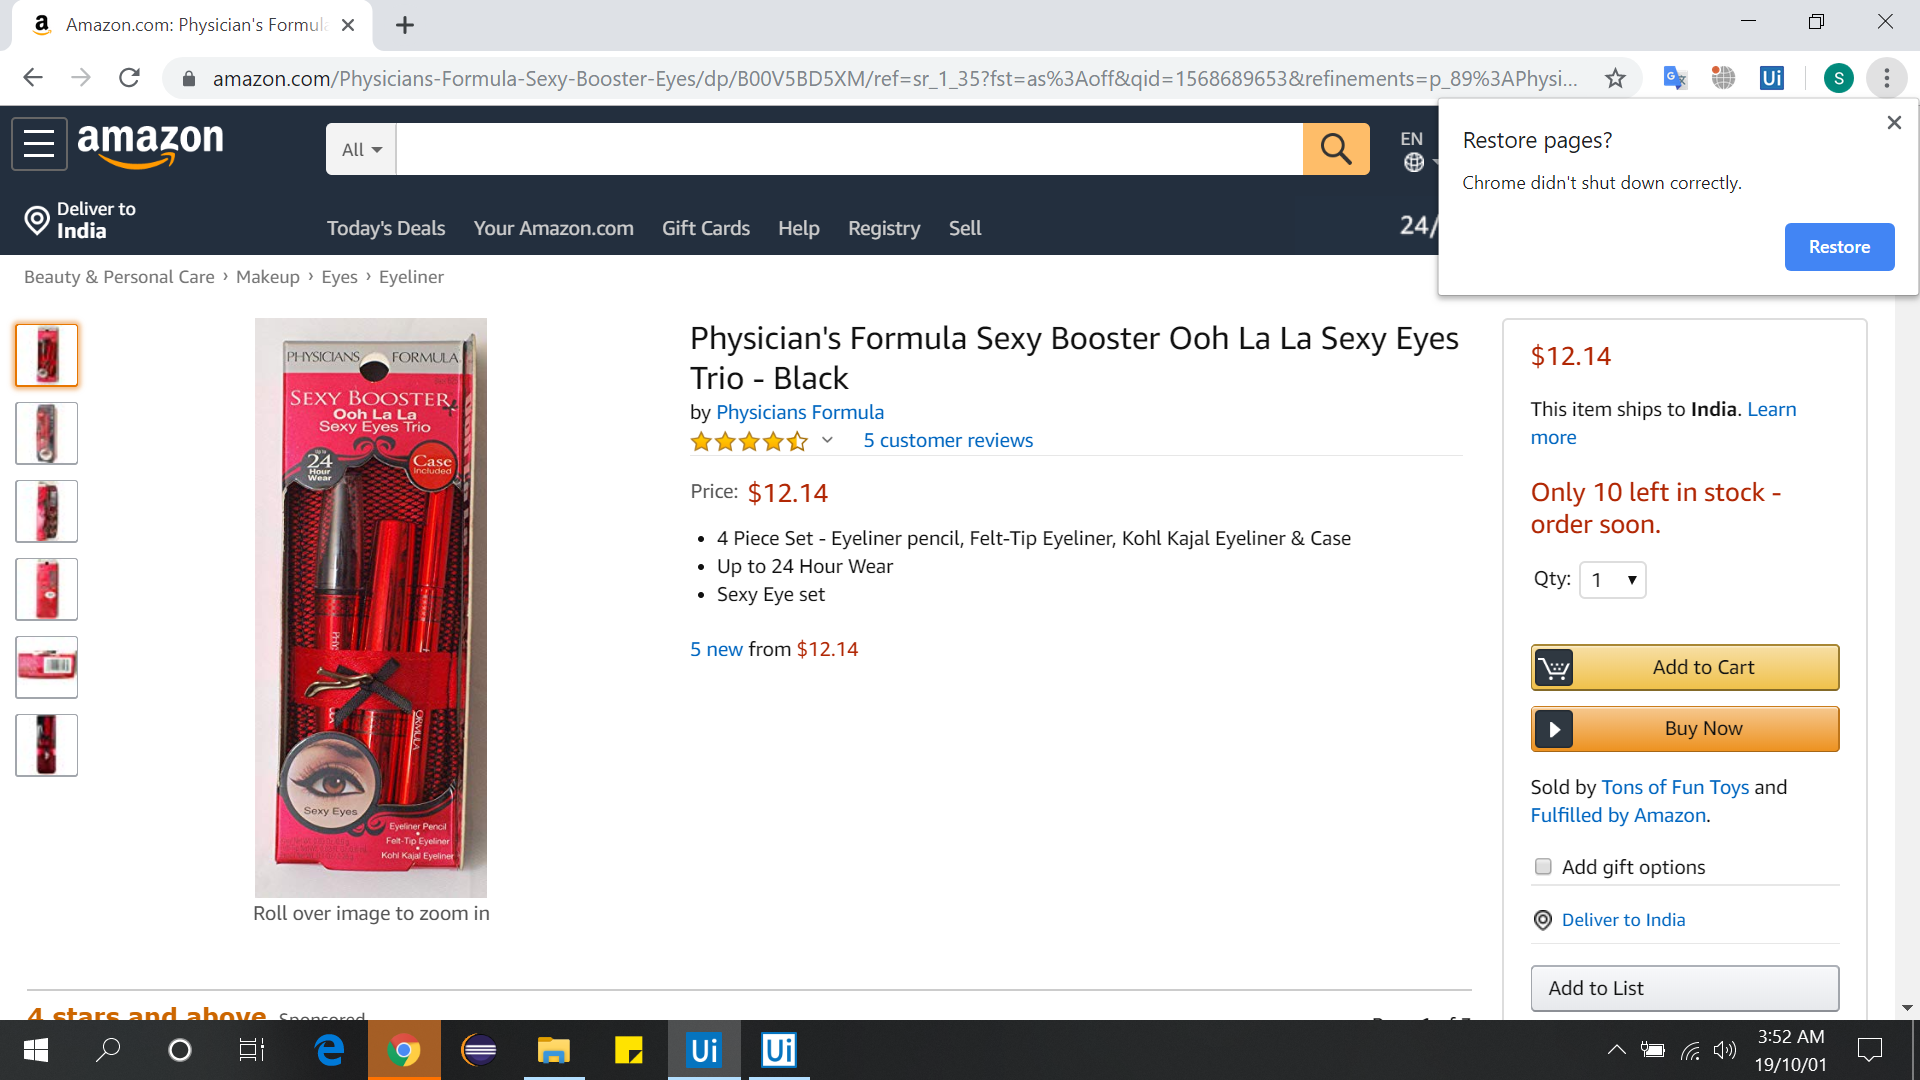 Amazon.com: Physician's Formula
amazon.com/Physicians-Formula-Sexy-Booster-Eyes/dp/B00V5BD5XM/ref=sr_1_35?fst=as%3Aoff&qid=1568689653&refinements=p_89%3APhysi...
S
Restore pages?
Chrome didn't shut down correctly.
Restore
amazon
All
EN
Deliver to
India
Today's Deals
Your Amazon.com
Gift Cards
Help
Registry
Sell
24/
Beauty & Personal Care › Makeup › Eyes › Eyeliner
PHYSICIANS FORMULA
SEXY BOOSTER
Ooh La La
Sexy Eyes Trio
Up to
24
Hour
Wear
Case
Included
Sexy Eyes
Eyeliner Pencil
Felt-Tip Eyeliner
Kohl Kajal Eyeliner
Roll over image to zoom in
Physician's Formula Sexy Booster Ooh La La Sexy Eyes
Trio - Black
by Physicians Formula
5 customer reviews
Price: $12.14
• 4 Piece Set - Eyeliner pencil, Felt-Tip Eyeliner, Kohl Kajal Eyeliner & Case
• Up to 24 Hour Wear
• Sexy Eye set
5 new from $12.14
$12.14
This item ships to India. Learn
more
Only 10 left in stock -
order soon.
Qty: 1
Add to Cart
Buy Now
Sold by Tons of Fun Toys and
Fulfilled by Amazon.
Add gift options
Deliver to India
Add to List
4 stars and above Sponsored
Ui
Ui
3:52 AM
19/10/01